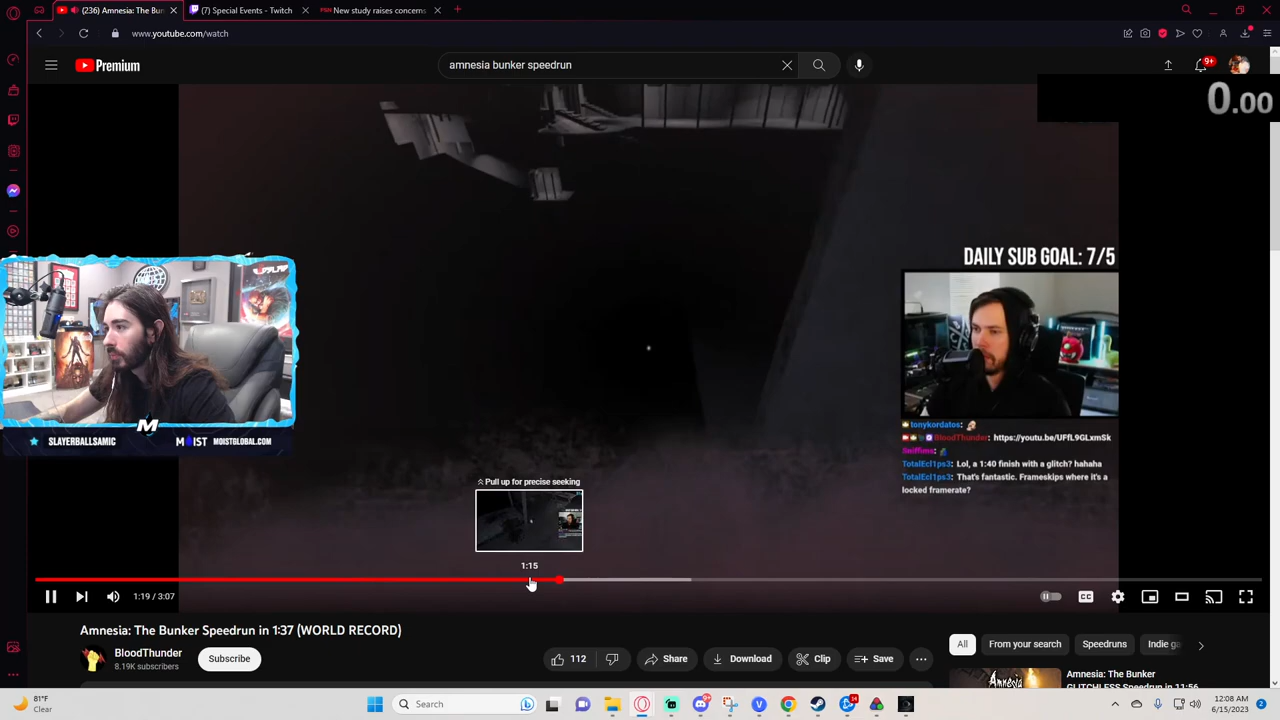 (236) Amnesia: The Bun
(7) Special Events - Twitch
New study raises concerns
www.youtube.com/watch
Premium
amnesia bunker speedrun
9+
0.00
DAILY SUB GOAL: 7/5
tonykordatos:
BloodThunder: https://youtu.be/UFfL9GLxmSk
Sniffims:
TotalEcl1ps3: Lol, a 1:40 finish with a glitch? hahaha
TotalEcl1ps3: That's fantastic. Frameskips where it's a
locked framerate?
SLAYERBALLSAMIC
MOIST
MOISTGLOBAL.COM
Pull up for precise seeking
1:15
1:19 / 3:07
CC
Amnesia: The Bunker Speedrun in 1:37 (WORLD RECORD)
BloodThunder
8.19K subscribers
Subscribe
112
Share
Download
Clip
Save
All
From your search
Speedruns
Indie ga
Amnesia: The Bunker
GLITCHLESS Speedrun in 11:56
81°F
Clear
Search
12:08 AM
6/15/2023